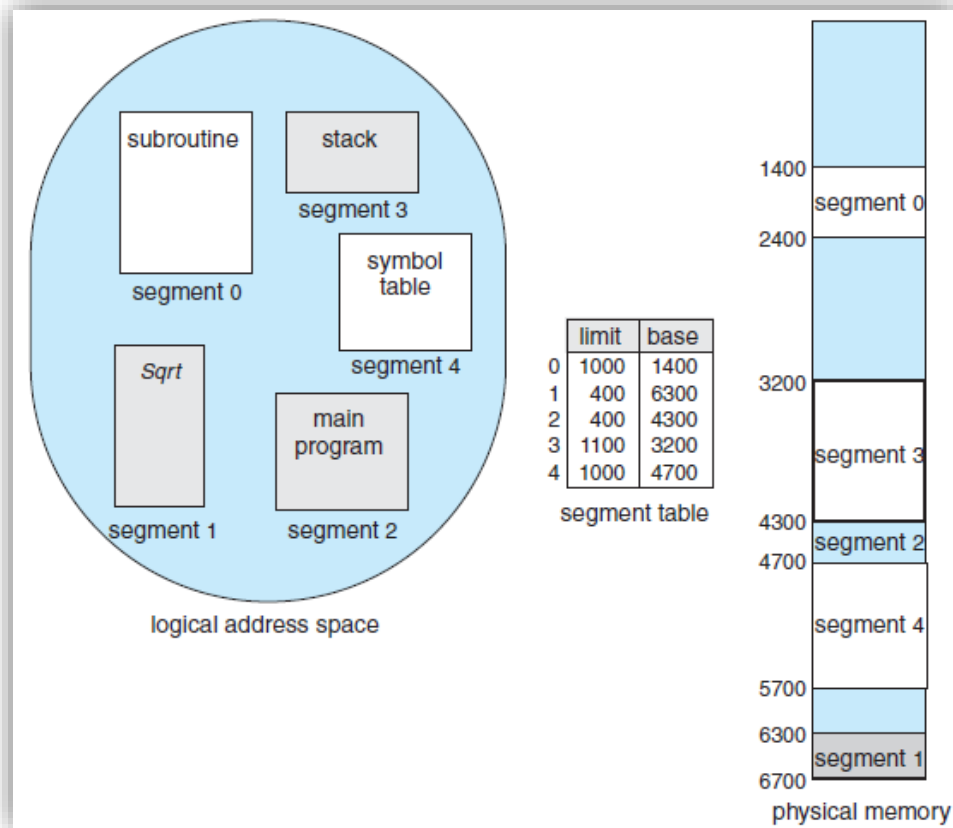 subroutine
segment 0
stack
segment 3
symbol
table
segment 4
Sqrt
segment 1
main
program
segment 2
logical address space
limit base
0 1000 1400
1 400 6300
2 400 4300
3 1100 3200
4 1000 4700
segment table
1400
segment 0
2400
3200
segment 3
4300
segment 2
4700
segment 4
5700
6300
segment 1
6700
physical memory